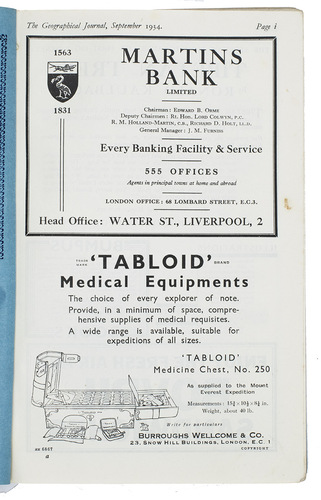 The Geographical Journal, September 1934.
Page i
1563
1831
MARTINS
BANK
LIMITED
Chairman : EDWARD B. ORME
Deputy Chairmen : Rt. Hon. LORD COLWYN, P.C.
R. M. HOLLAND-MARTIN, C.B., RICHARD D. HOLT, LL.D.
General Manager : J. M. FURNISS
Every Banking Facility & Service
555 OFFICES
Agents in principal towns at home and abroad
LONDON OFFICE : 68 LOMBARD STREET, E.C.3.
Head Office : WATER ST., LIVERPOOL, 2
TRADE MARK 'TABLOID' BRAND
Medical Equipments
The choice of every explorer of note.
Provide, in a minimum of space, compre-
hensive supplies of medical requisites.
A wide range is available, suitable for
expeditions of all sizes.
'TABLOID'
Medicine Chest, No. 250
As supplied to the Mount
Everest Expedition
Measurements :
Weight, about 40 lb.
Write for particulars
BURROUGHS WELLCOME & CO.
23, SNOW HILL BUILDINGS, LONDON, E.C. 1
COPYRIGHT
a